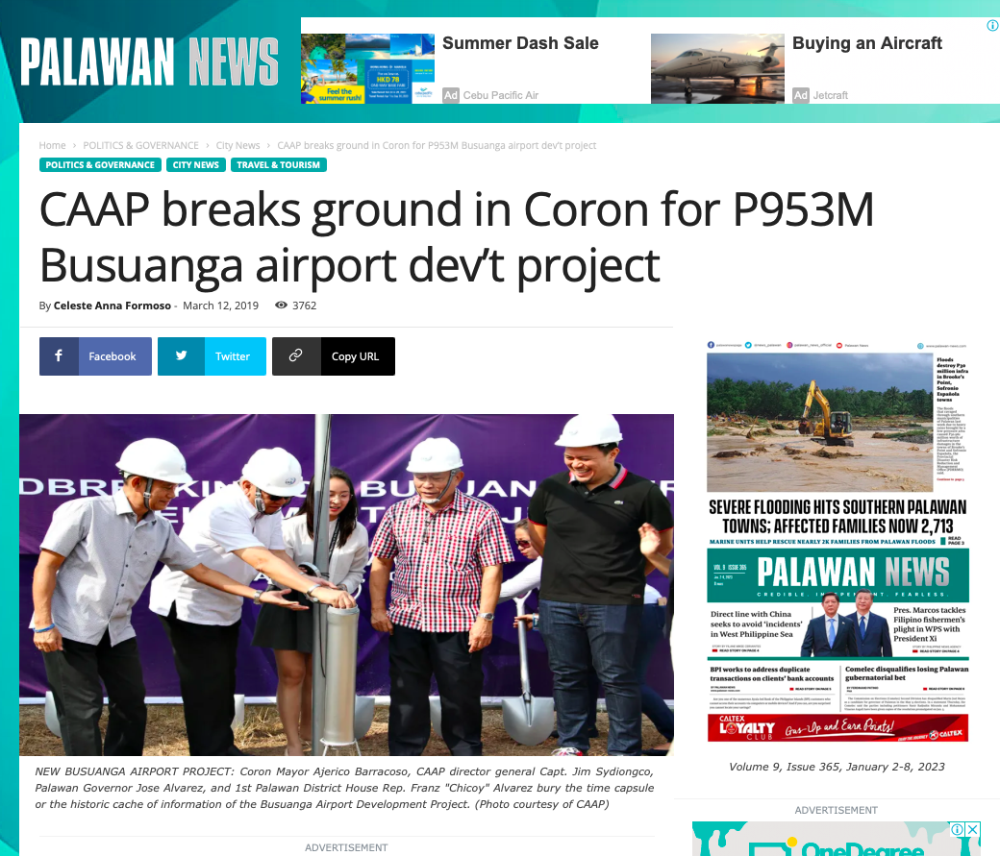 PALAWAN NEWS
Summer Dash Sale
Feel the
summer rush!
HKD 78
Ad Cebu Pacific Air
Buying an Aircraft
Ad Jetcraft
Home › POLITICS & GOVERNANCE › City News › CAAP breaks ground in Coron for P953M Busuanga airport dev't project
POLITICS & GOVERNANCE CITY NEWS TRAVEL & TOURISM
CAAP breaks ground in Coron for P953M
Busuanga airport dev't project
By Celeste Anna Formoso - March 12, 2019 3762
Facebook Twitter Copy URL
NEW BUSUANGA AIRPORT PROJECT: Coron Mayor Ajerico Barracoso, CAAP director general Capt. Jim Sydiongco,
Palawan Governor Jose Alvarez, and 1st Palawan District House Rep. Franz "Chicoy" Alvarez bury the time capsule
or the historic cache of information of the Busuanga Airport Development Project. (Photo courtesy of CAAP)
ADVERTISEMENT
Floods
destroy P30
million infra
in Brooke's
Point,
Sofronio
Española
towns
SEVERE FLOODING HITS SOUTHERN PALAWAN
TOWNS; AFFECTED FAMILIES NOW 2,713
MARINE UNITS HELP RESCUE NEARLY 2K FAMILIES FROM PALAWAN FLOODS
READ
PAGE 3
VOL. 9 ISSUE 365
PALAWAN NEWS
CREDIBLE. INDEPENDENT. FEARLESS.
Direct line with China
seeks to avoid 'incidents'
in West Philippine Sea
Pres. Marcos tackles
Filipino fishermen's
plight in WPS with
President Xi
BPI works to address duplicate
transactions on clients' bank accounts
Comelec disqualifies losing Palawan
gubernatorial bet
CALTEX
LOYALTY
CLUB
Gas-Up and Earn Points!
CALTEX
Volume 9, Issue 365, January 2-8, 2023
ADVERTISEMENT
OneDegree